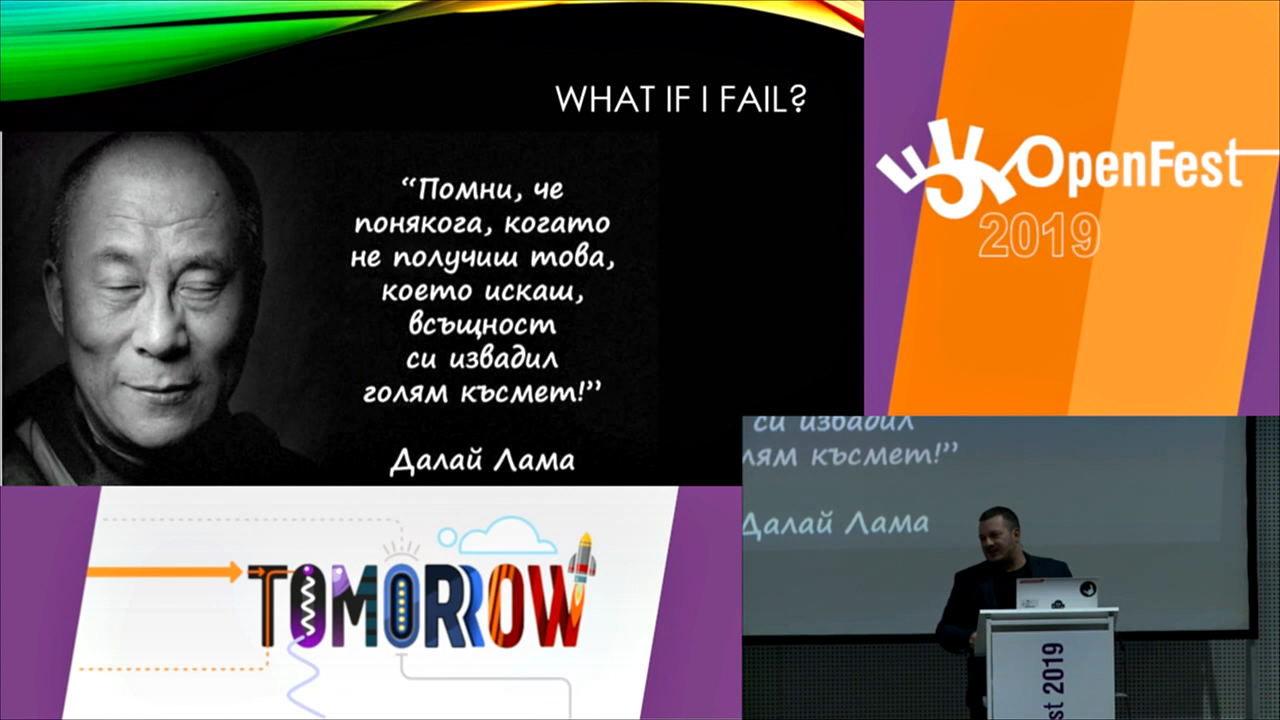 WHAT IF I FAIL?
“Помни, че
понякога, когато
не получиш това,
което искаш,
всъщност
си извадил
голям късмет!”
Далай Лама
OpenFest
2019
TOMORROW
си извадил
лям късмет!”
Далай Лама
st 2019